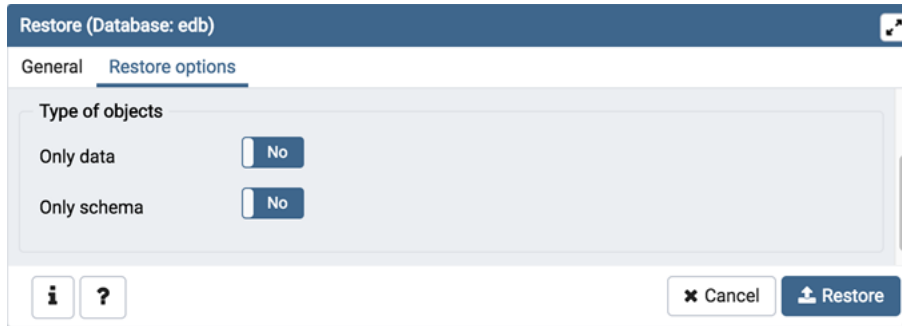 Restore (Database: edb)
General Restore options
Type of objects
Only data No
Only schema No
i ? Cancel Restore